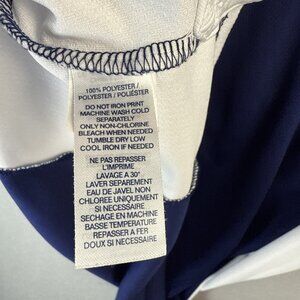 100% POLYESTER /
POLYESTER / POLIÉSTER
DO NOT IRON PRINT
MACHINE WASH COLD
SEPARATELY
ONLY NON-CHLORINE
BLEACH WHEN NEEDED
TUMBLE DRY LOW
COOL IRON IF NEEDED
NE PAS REPASSER
L'IMPRIME
LAVAGE A 30°
LAVER SEPAREMENT
EAU DE JAVEL NON
CHLOREE UNIQUEMENT
SI NECESSAIRE
SECHAGE EN MACHINE
BASSE TEMPERATURE
REPASSER A FER
DOUX SI NECESSAIRE